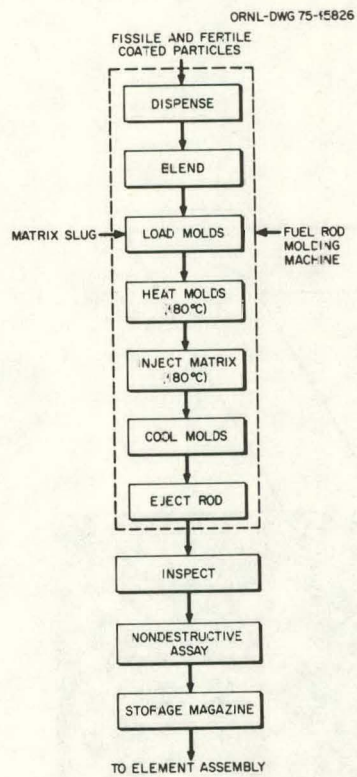 ORNL-DWG 75-15826
FISSILE AND FERTILE
COATED PARTICLES
DISPENSE
BLEND
MATRIX SLUG
LOAD MOLDS
FUEL ROD
MOLDING
MACHINE
HEAT MOLDS
(180°C)
INJECT MATRIX
(180°C)
COOL MOLDS
EJECT ROD
INSPECT
NONDESTRUCTIVE
ASSAY
STORAGE MAGAZINE
TO ELEMENT ASSEMBLY